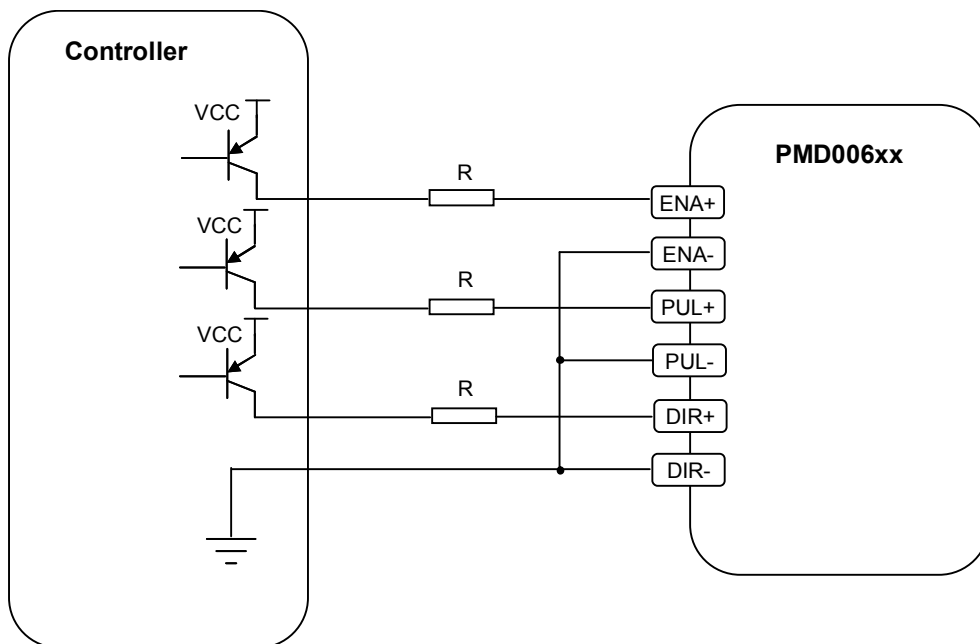 Controller
PMD006xx
VCC
R
ENA+
ENA-
VCC
R
PUL+
PUL-
VCC
R
DIR+
DIR-